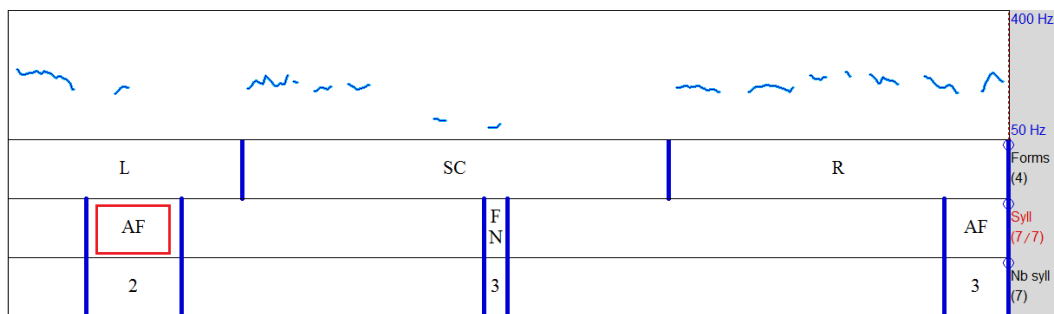 400 Hz
50 Hz
L SC R Forms
(4)
AF F
N AF Syll
(7/7)
2 3 3 Nb syll
(7)